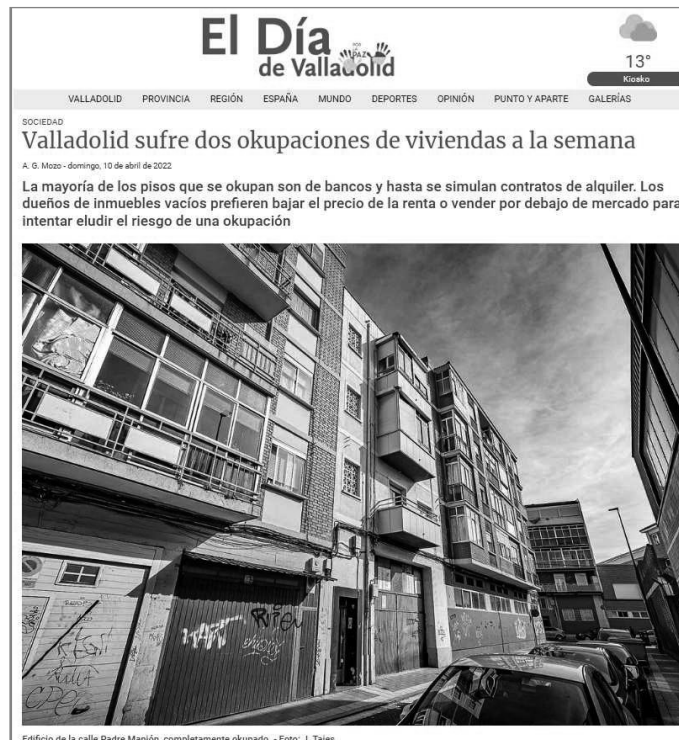 El Día
de Valladolid
13°
Kiosko
VALLADOLID PROVINCIA REGIÓN ESPAÑA MUNDO DEPORTES OPINIÓN PUNTO Y APARTE GALERÍAS
SOCIEDAD
Valladolid sufre dos okupaciones de viviendas a la semana
A. G. Mozo - domingo, 10 de abril de 2022
La mayoría de los pisos que se okupan son de bancos y hasta se simulan contratos de alquiler. Los
dueños de inmuebles vacíos prefieren bajar el precio de la renta o vender por debajo de mercado para
intentar eludir el riesgo de una okupación
Edificio de la calle Padre Manjón, completamente okupado. - Foto: J. Tajes